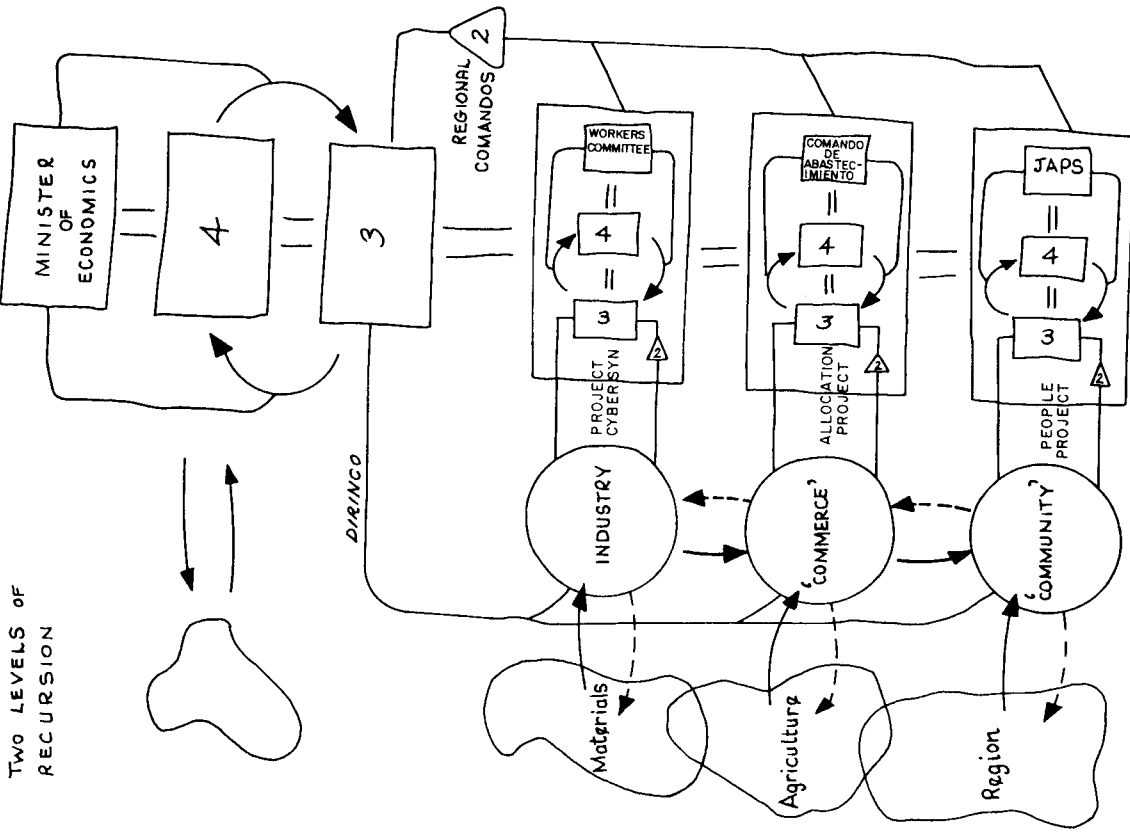 TWO LEVELS OF
RECURSION
MINISTER
OF
ECONOMICS
4
3
DIRINCO
2
REGIONAL
COMANDOS
WORKERS
COMMITTEE
4
3
2
PROJECT
CYBERSYN
INDUSTRY
Materials
COMANDO
DE
ABASTEC-
IMIENTO
4
3
2
ALLOCATION
PROJECT
'COMMERCE'
Agriculture
JAPS
4
3
2
PEOPLE
PROJECT
'COMMUNITY'
Region